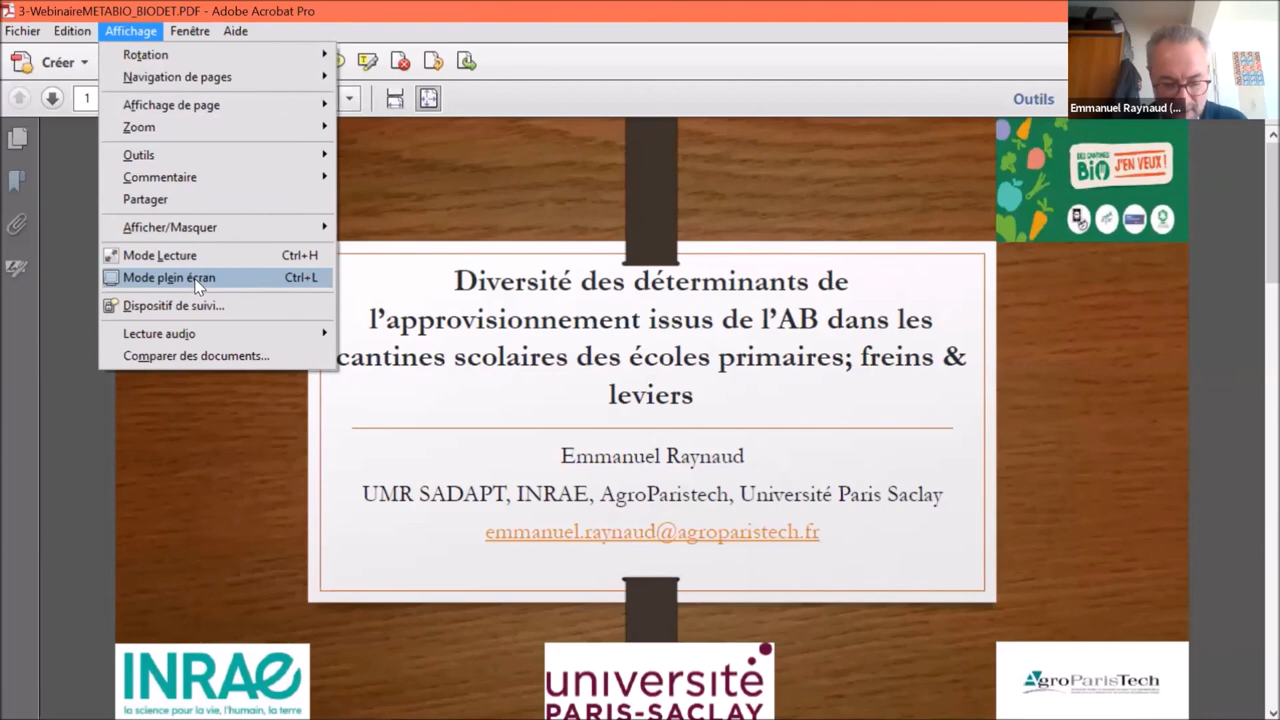 3-WebinaireMETABIO_BIODET.PDF - Adobe Acrobat Pro
Fichier Edition Affichage Fenêtre Aide
Créer
1
Outils
Rotation
Navigation de pages
Affichage de page
Zoom
Outils
Commentaire
Partager
Afficher/Masquer
Mode Lecture Ctrl+H
Mode plein écran Ctrl+L
Dispositif de suivi...
Lecture audio
Comparer des documents...
Emmanuel Raynaud (...
DES CANTINES
BIO J'EN VEUX !
Diversité des déterminants de
l'approvisionnement issus de l'AB dans les
cantines scolaires des écoles primaires; freins &
leviers
Emmanuel Raynaud
UMR SADAPT, INRAE, AgroParistech, Université Paris Saclay
emmanuel.raynaud@agroparistech.fr
INRAE
la science pour la vie, l'humain, la terre
université
PARIS-SACLAY
AgroParisTech